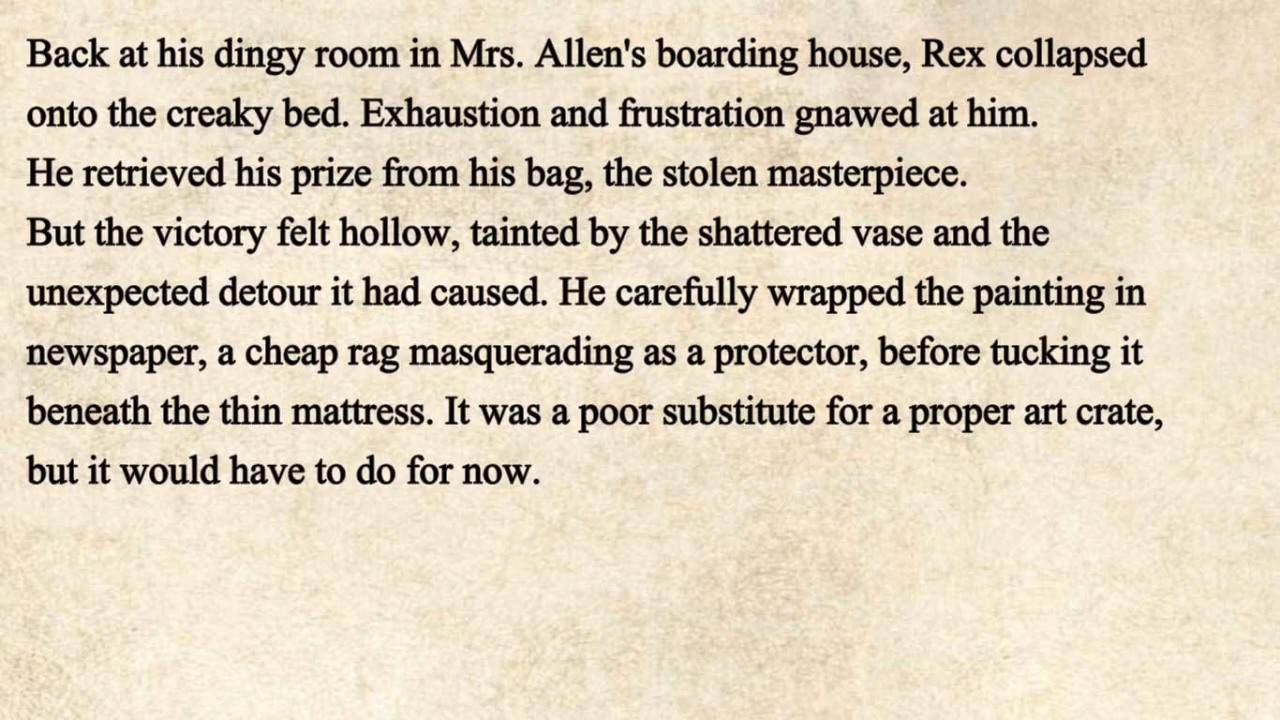 Back at his dingy room in Mrs. Allen's boarding house, Rex collapsed
onto the creaky bed. Exhaustion and frustration gnawed at him.
He retrieved his prize from his bag, the stolen masterpiece.
But the victory felt hollow, tainted by the shattered vase and the
unexpected detour it had caused. He carefully wrapped the painting in
newspaper, a cheap rag masquerading as a protector, before tucking it
beneath the thin mattress. It was a poor substitute for a proper art crate,
but it would have to do for now.